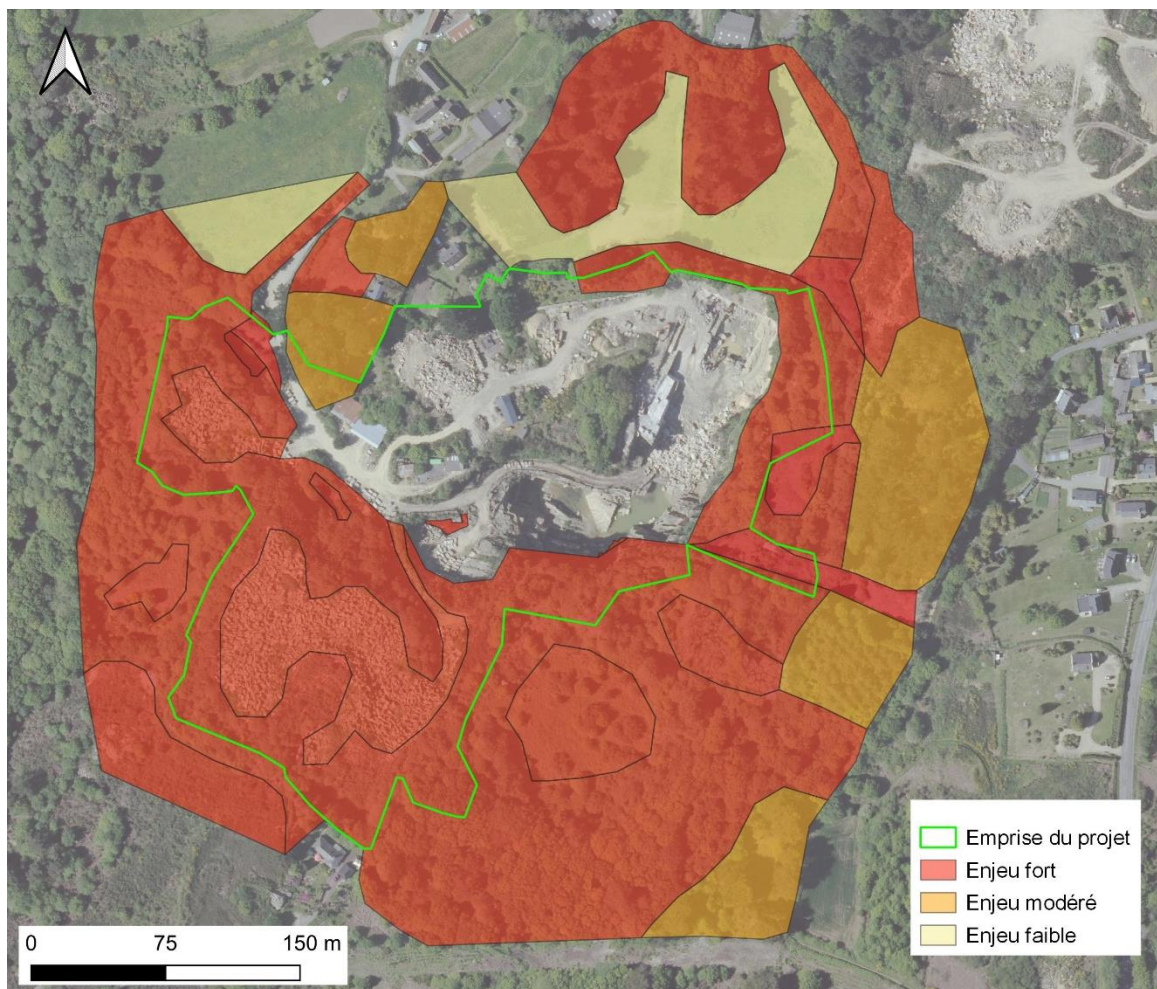 Emprise du projet
Enjeu fort
Enjeu modéré
Enjeu faible
0 75 150 m